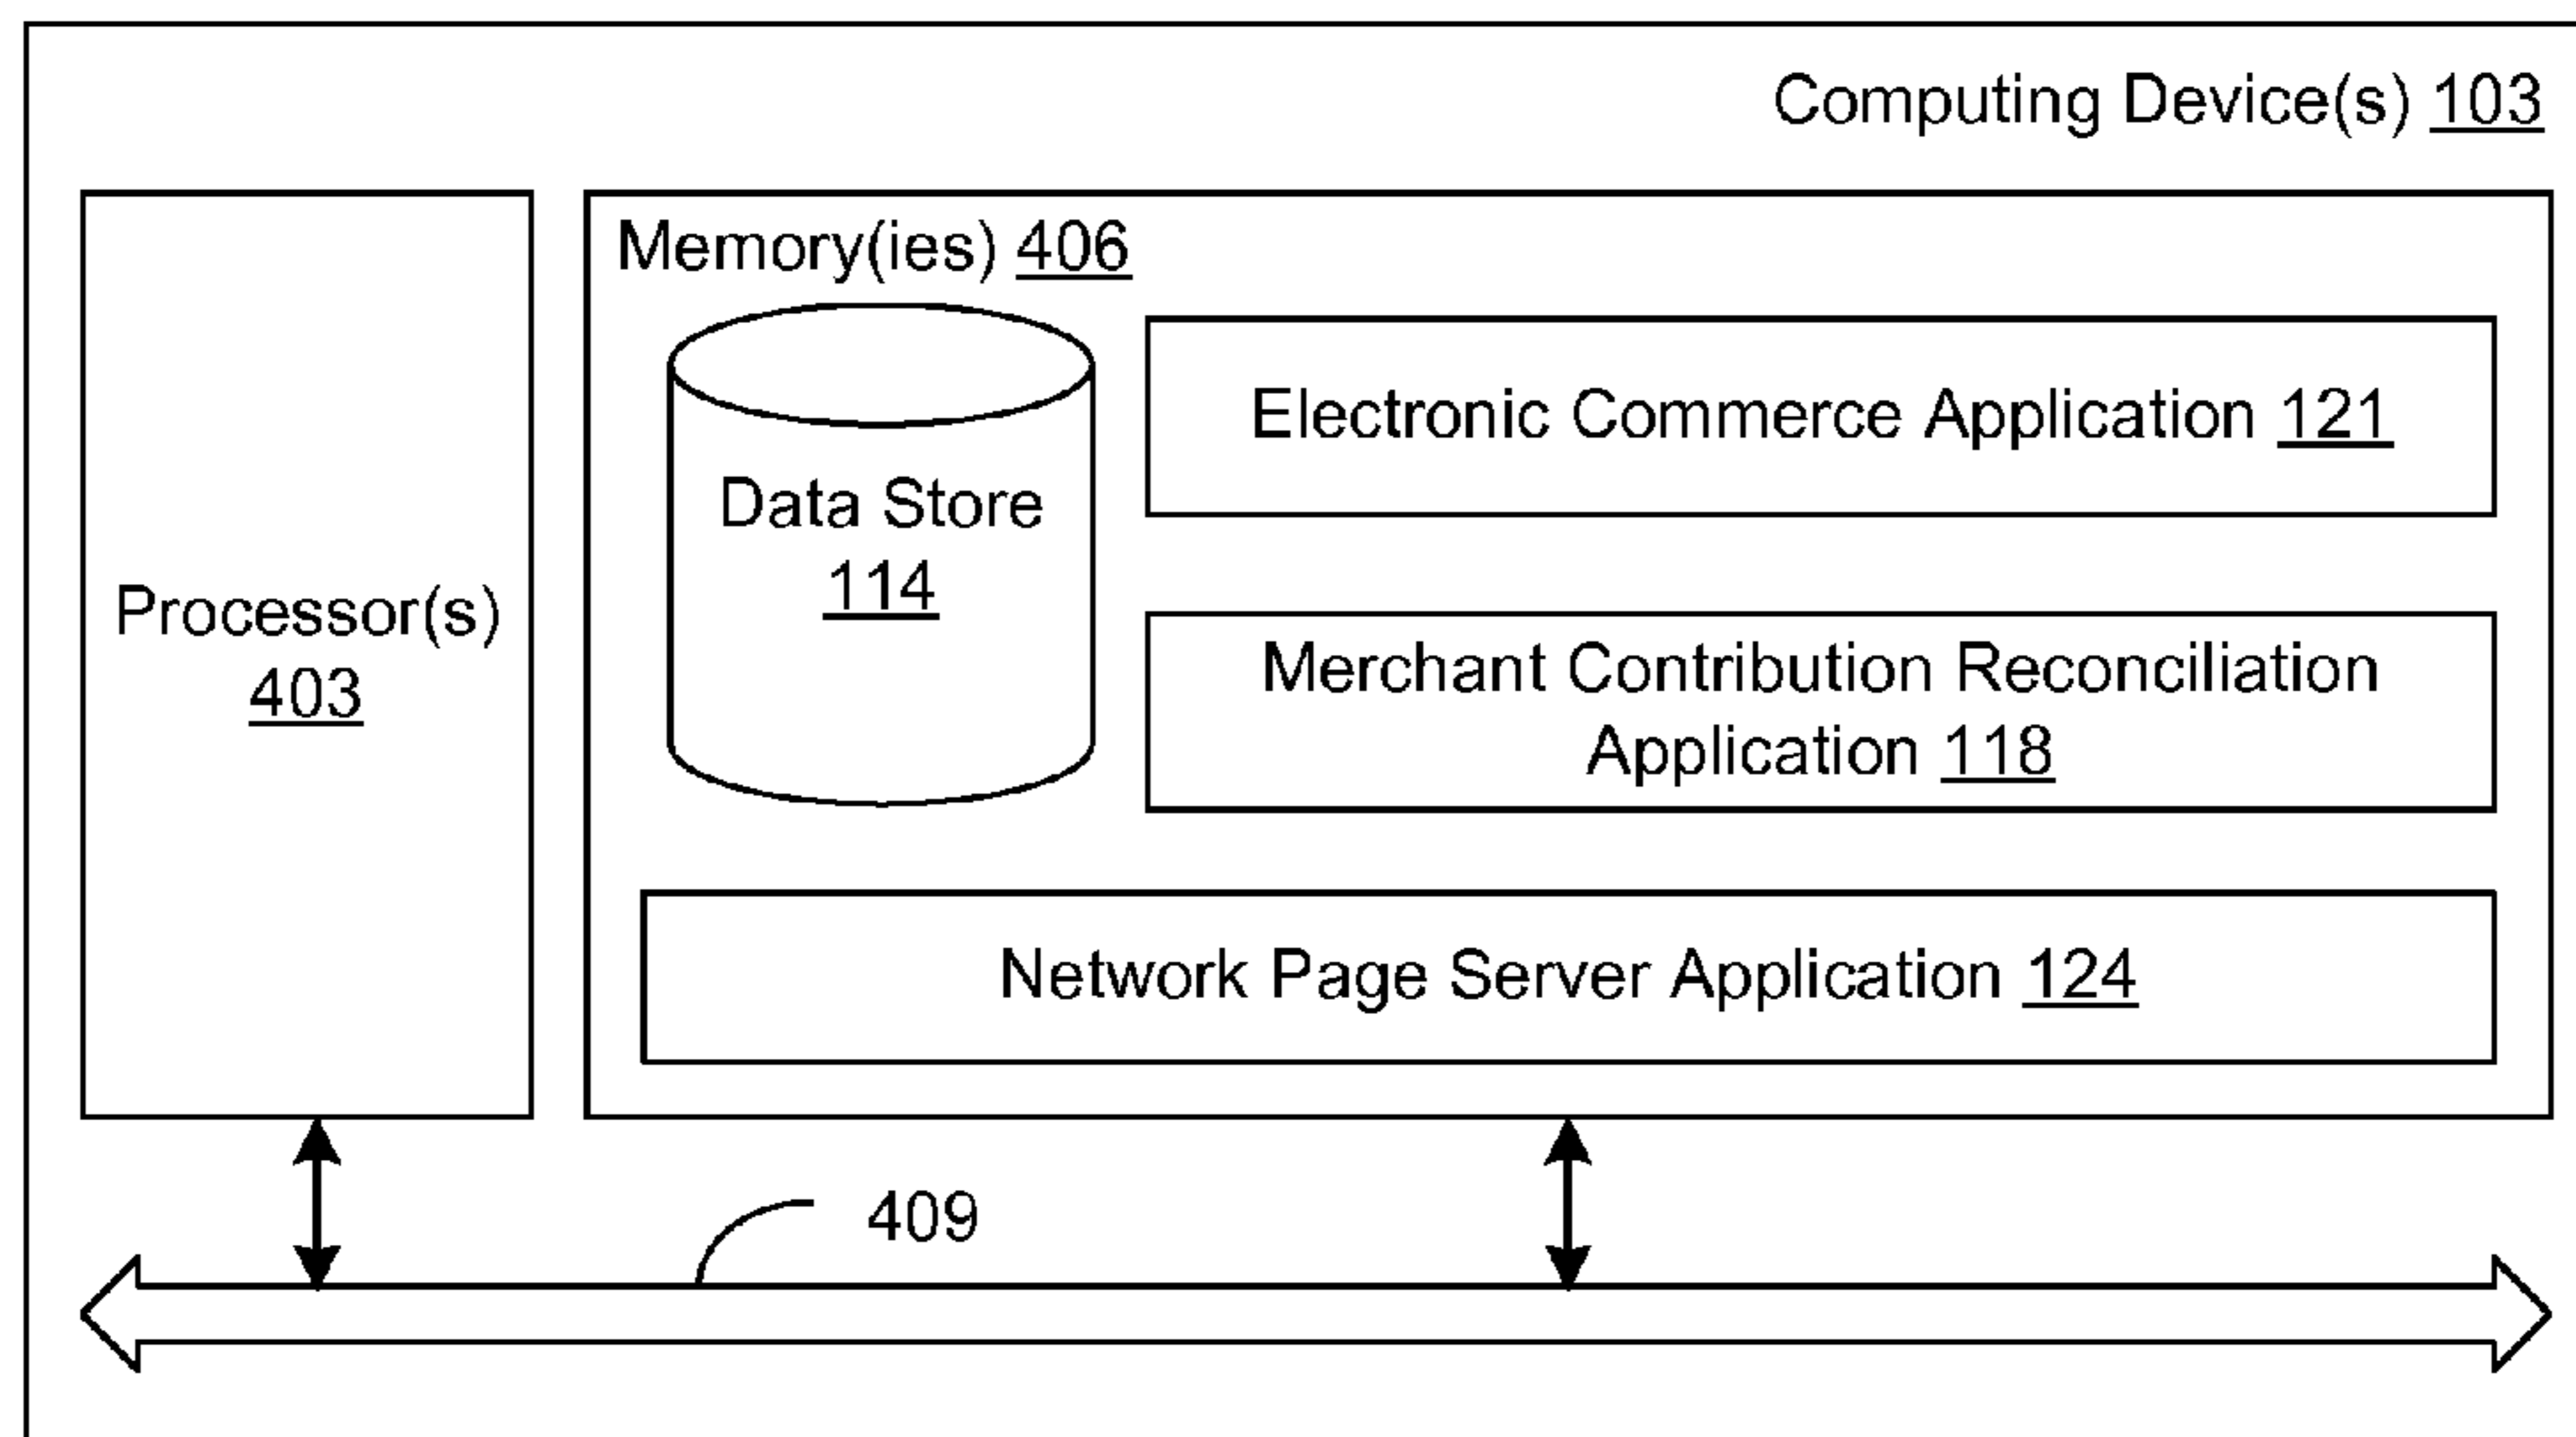 Computing Device(s) 103
Memory(ies) 406
Electronic Commerce Application 121
Data Store
114
Processor(s)
403
Merchant Contribution Reconciliation
Application 118
Network Page Server Application 124
409